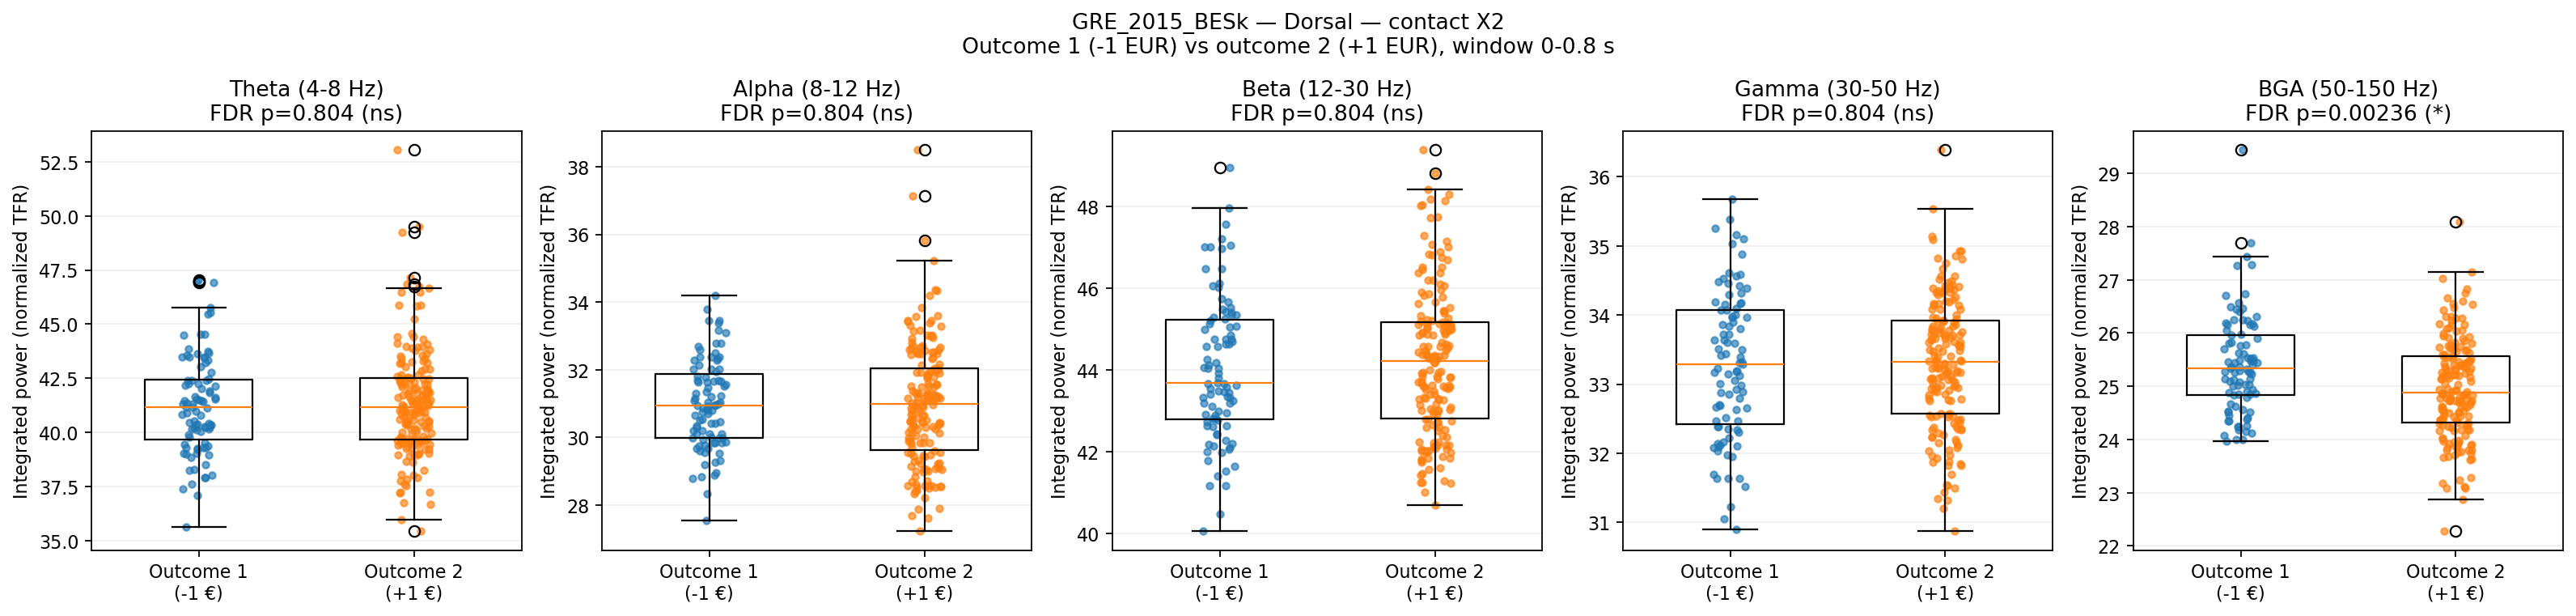 GRE_2015_BESk — Dorsal — contact X2
Outcome 1 (-1 EUR) vs outcome 2 (+1 EUR), window 0-0.8 s
Theta (4-8 Hz)
FDR p=0.804 (ns)
Integrated power (normalized TFR)
52.5
50.0
47.5
45.0
42.5
40.0
37.5
35.0
Outcome 1
(-1 €)
Outcome 2
(+1 €)
Alpha (8-12 Hz)
FDR p=0.804 (ns)
Integrated power (normalized TFR)
38
36
34
32
30
28
Outcome 1
(-1 €)
Outcome 2
(+1 €)
Beta (12-30 Hz)
FDR p=0.804 (ns)
Integrated power (normalized TFR)
48
46
44
42
40
Outcome 1
(-1 €)
Outcome 2
(+1 €)
Gamma (30-50 Hz)
FDR p=0.804 (ns)
Integrated power (normalized TFR)
36
35
34
33
32
31
Outcome 1
(-1 €)
Outcome 2
(+1 €)
BGA (50-150 Hz)
FDR p=0.00236 (*)
Integrated power (normalized TFR)
29
28
27
26
25
24
23
22
Outcome 1
(-1 €)
Outcome 2
(+1 €)